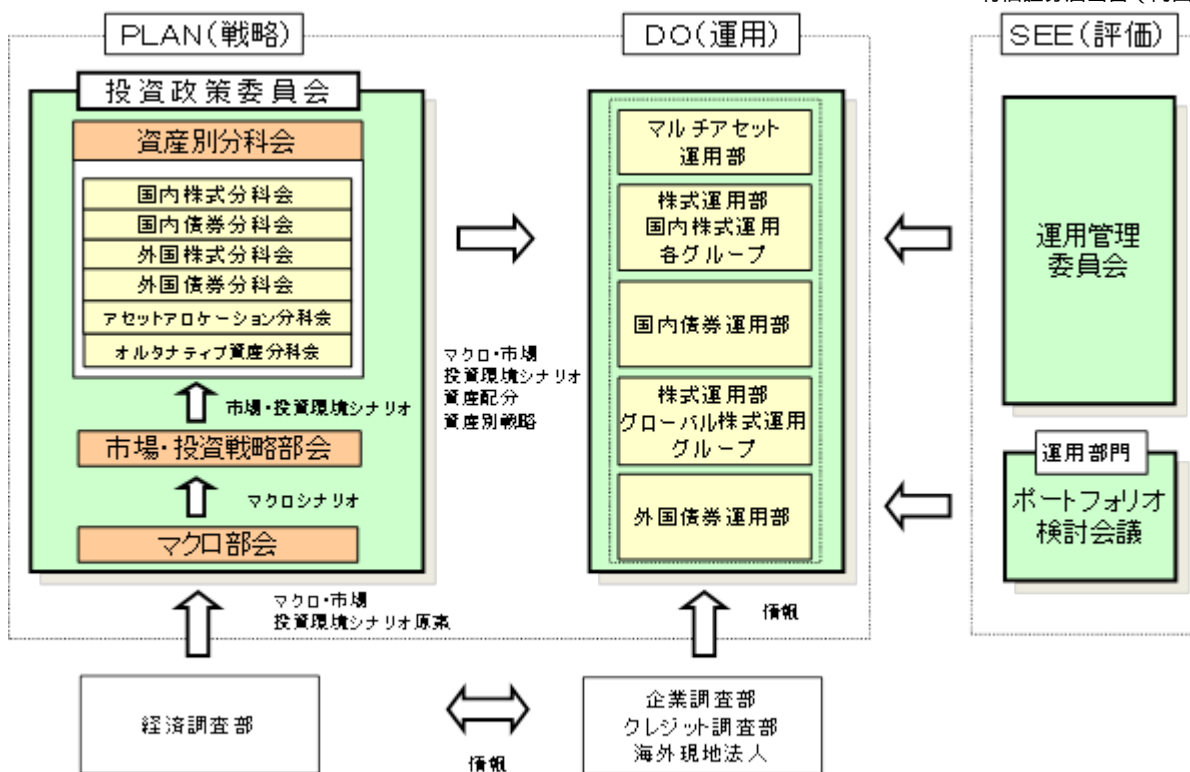 PLAN(戦略)
DO(運用)
SEE(評価)
投資政策委員会
資産別分科会
国内株式分科会
国内債券分科会
外国株式分科会
外国債券分科会
アセットアロケーション分科会
オルタナティブ資産分科会
市場・投資環境シナリオ
市場・投資戦略部会
マクロシナリオ
マクロ部会
マクロ・市場
投資環境シナリオ
資産配分
資産別戦略
マルチアセット
運用部
株式運用部
国内株式運用
各グループ
国内債券運用部
株式運用部
グローバル株式運用
グループ
外国債券運用部
運用管理
委員会
運用部門
ポートフォリオ
検討会議
マクロ・市場
投資環境シナリオ原案
情報
経済調査部
情報
企業調査部
クレジット調査部
海外現地法人